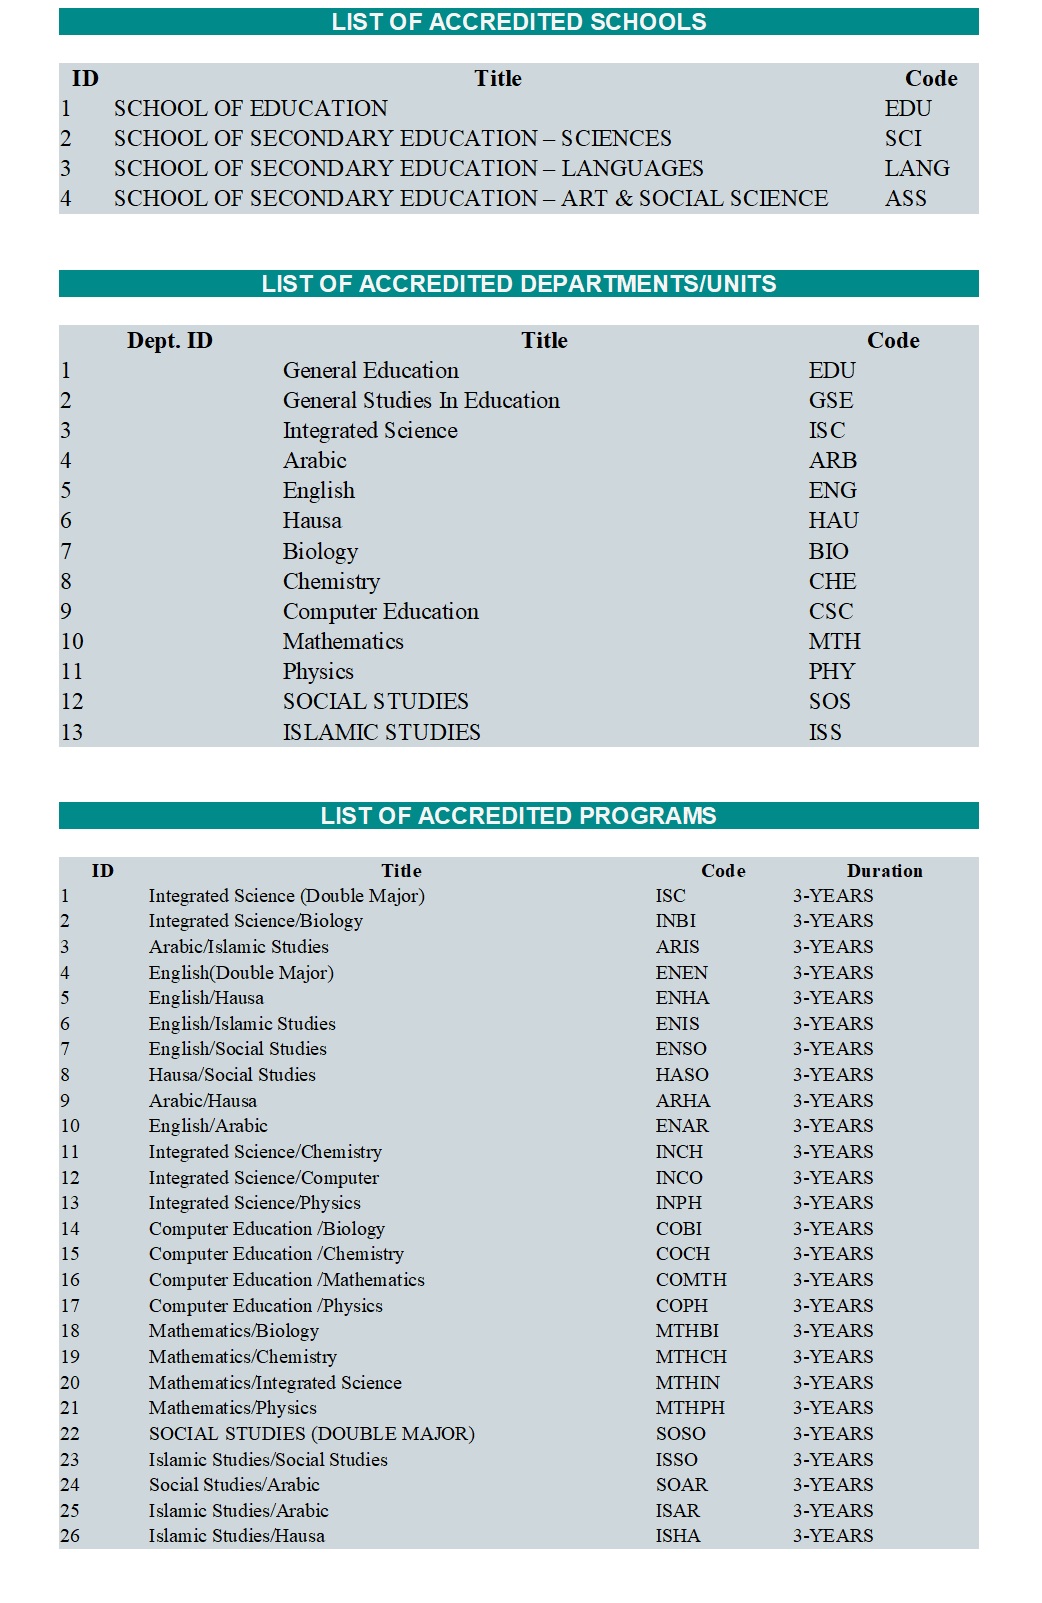 LIST OF ACCREDITED SCHOOLS
ID Title Code
1 SCHOOL OF EDUCATION EDU
2 SCHOOL OF SECONDARY EDUCATION – SCIENCES SCI
3 SCHOOL OF SECONDARY EDUCATION – LANGUAGES LANG
4 SCHOOL OF SECONDARY EDUCATION – ART & SOCIAL SCIENCE ASS
LIST OF ACCREDITED DEPARTMENTS/UNITS
Dept. ID Title Code
1 General Education EDU
2 General Studies In Education GSE
3 Integrated Science ISC
4 Arabic ARB
5 English ENG
6 Hausa HAU
7 Biology BIO
8 Chemistry CHE
9 Computer Education CSC
10 Mathematics MTH
11 Physics PHY
12 SOCIAL STUDIES SOS
13 ISLAMIC STUDIES ISS
LIST OF ACCREDITED PROGRAMS
ID Title Code Duration
1 Integrated Science (Double Major) ISC 3-YEARS
2 Integrated Science/Biology INBI 3-YEARS
3 Arabic/Islamic Studies ARIS 3-YEARS
4 English(Double Major) ENEN 3-YEARS
5 English/Hausa ENHA 3-YEARS
6 English/Islamic Studies ENIS 3-YEARS
7 English/Social Studies ENSO 3-YEARS
8 Hausa/Social Studies HASO 3-YEARS
9 Arabic/Hausa ARHA 3-YEARS
10 English/Arabic ENAR 3-YEARS
11 Integrated Science/Chemistry INCH 3-YEARS
12 Integrated Science/Computer INCO 3-YEARS
13 Integrated Science/Physics INPH 3-YEARS
14 Computer Education /Biology COBI 3-YEARS
15 Computer Education /Chemistry COCH 3-YEARS
16 Computer Education /Mathematics COMTH 3-YEARS
17 Computer Education /Physics COPH 3-YEARS
18 Mathematics/Biology MTHBI 3-YEARS
19 Mathematics/Chemistry MTHCH 3-YEARS
20 Mathematics/Integrated Science MTHIN 3-YEARS
21 Mathematics/Physics MTHPH 3-YEARS
22 SOCIAL STUDIES (DOUBLE MAJOR) SOSO 3-YEARS
23 Islamic Studies/Social Studies ISSO 3-YEARS
24 Social Studies/Arabic SOAR 3-YEARS
25 Islamic Studies/Arabic ISAR 3-YEARS
26 Islamic Studies/Hausa ISHA 3-YEARS